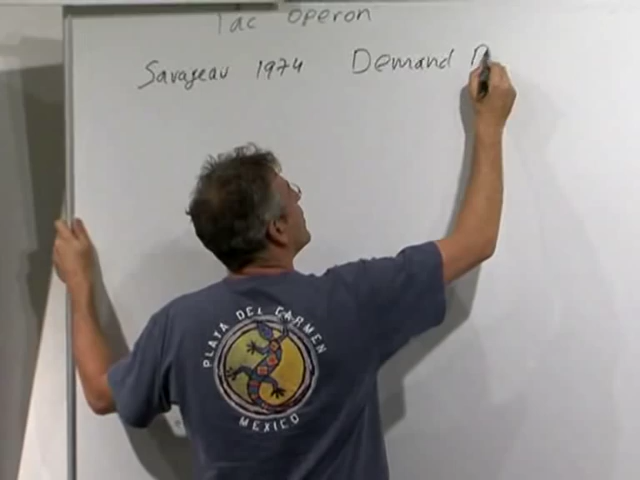 lac operon
Savageau 1974 Demand
PLAYA DEL CARMEN
MEXICO